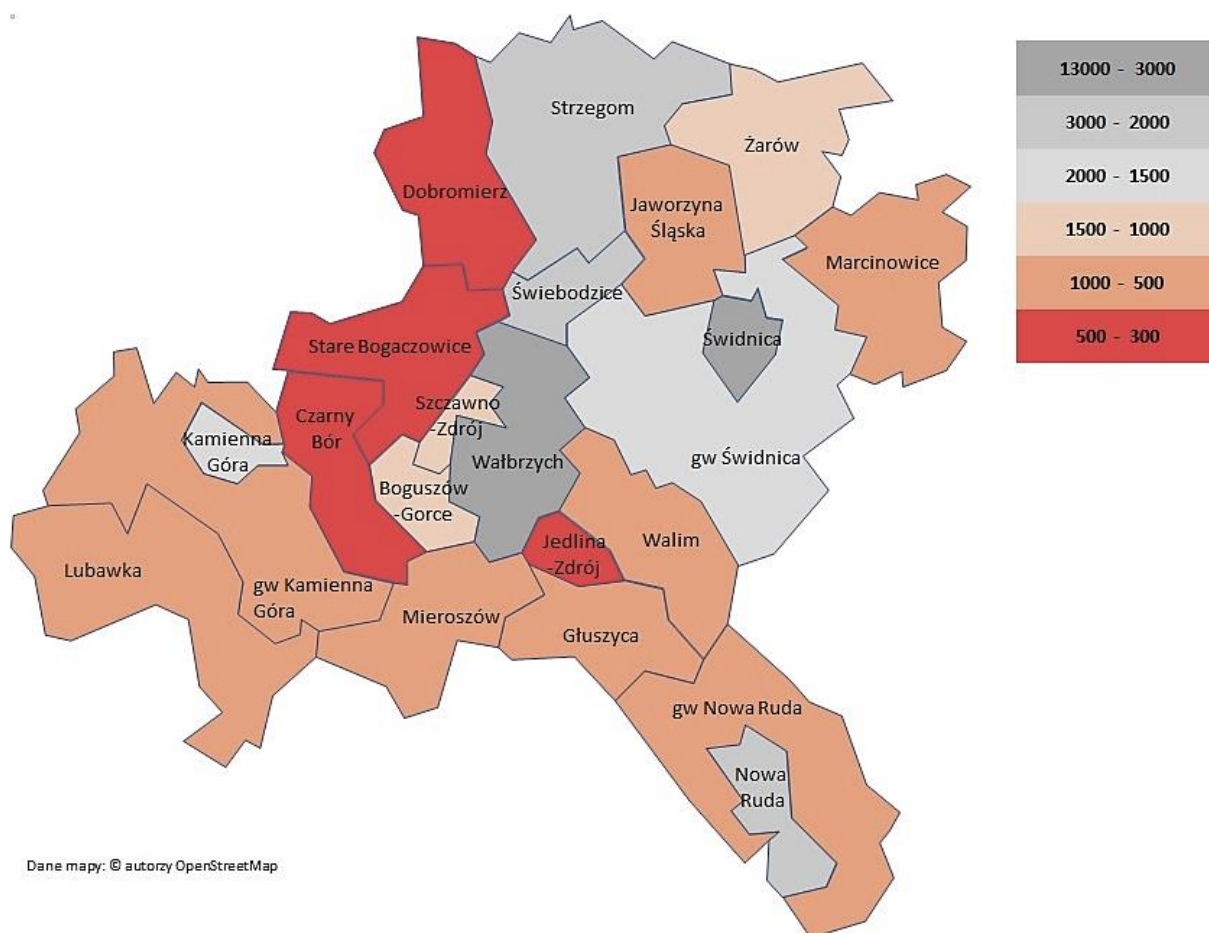 13000 - 3000
3000 - 2000
2000 - 1500
1500 - 1000
1000 - 500
500 - 300
Strzegom
Żarów
Dobromierz
Jaworzyna
Śląska
Marcinowice
Świebodzice
Świdnica
Stare Bogaczowice
Szczawno
-Zdrój
Czarny
Bór
Kamienna
Góra
Wałbrzych
gw Świdnica
Boguszów
-Gorce
Jedlina
-Zdrój
Walim
Lubawka
gw Kamienna
Góra
Mieroszów
Głuszyca
gw Nowa Ruda
Nowa
Ruda
Dane mapy: © autorzy OpenStreetMap